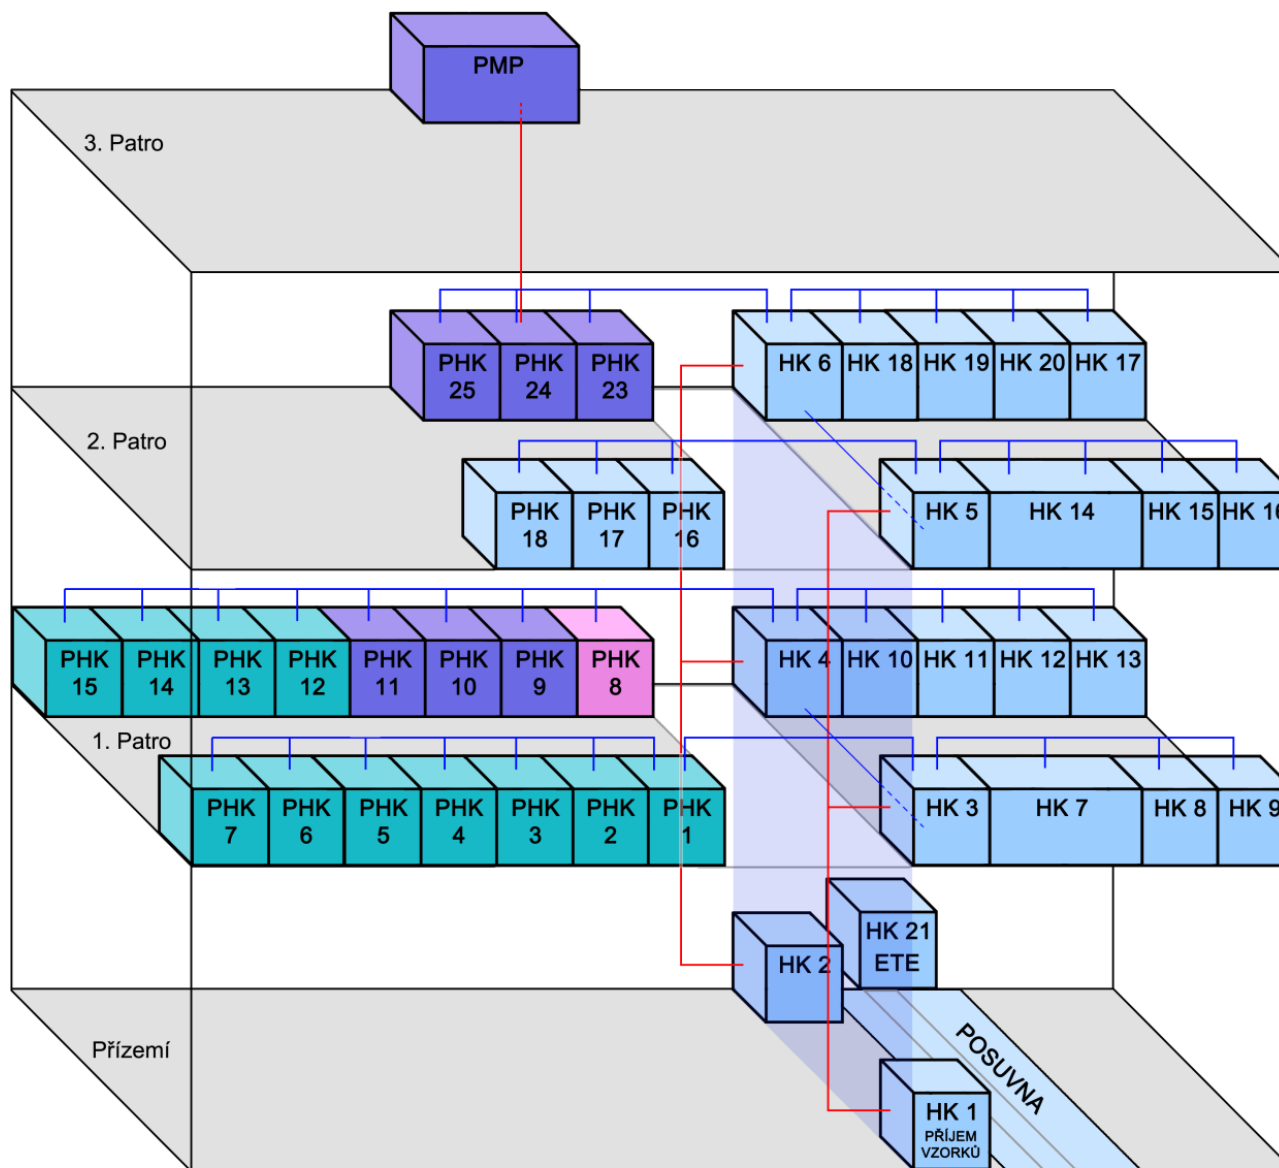 PMP
3. Patro
PHK 25
PHK 24
PHK 23
HK 6
HK 18
HK 19
HK 20
HK 17
2. Patro
PHK 18
PHK 17
PHK 16
HK 5
HK 14
HK 15
HK 16
PHK 15
PHK 14
PHK 13
PHK 12
PHK 11
PHK 10
PHK 9
PHK 8
HK 4
HK 10
HK 11
HK 12
HK 13
1. Patro
PHK 7
PHK 6
PHK 5
PHK 4
PHK 3
PHK 2
PHK 1
HK 3
HK 7
HK 8
HK 9
HK 21
ETE
HK 2
Přízemí
POSUVNA
HK 1
PŘÍJEM
VZORKŮ